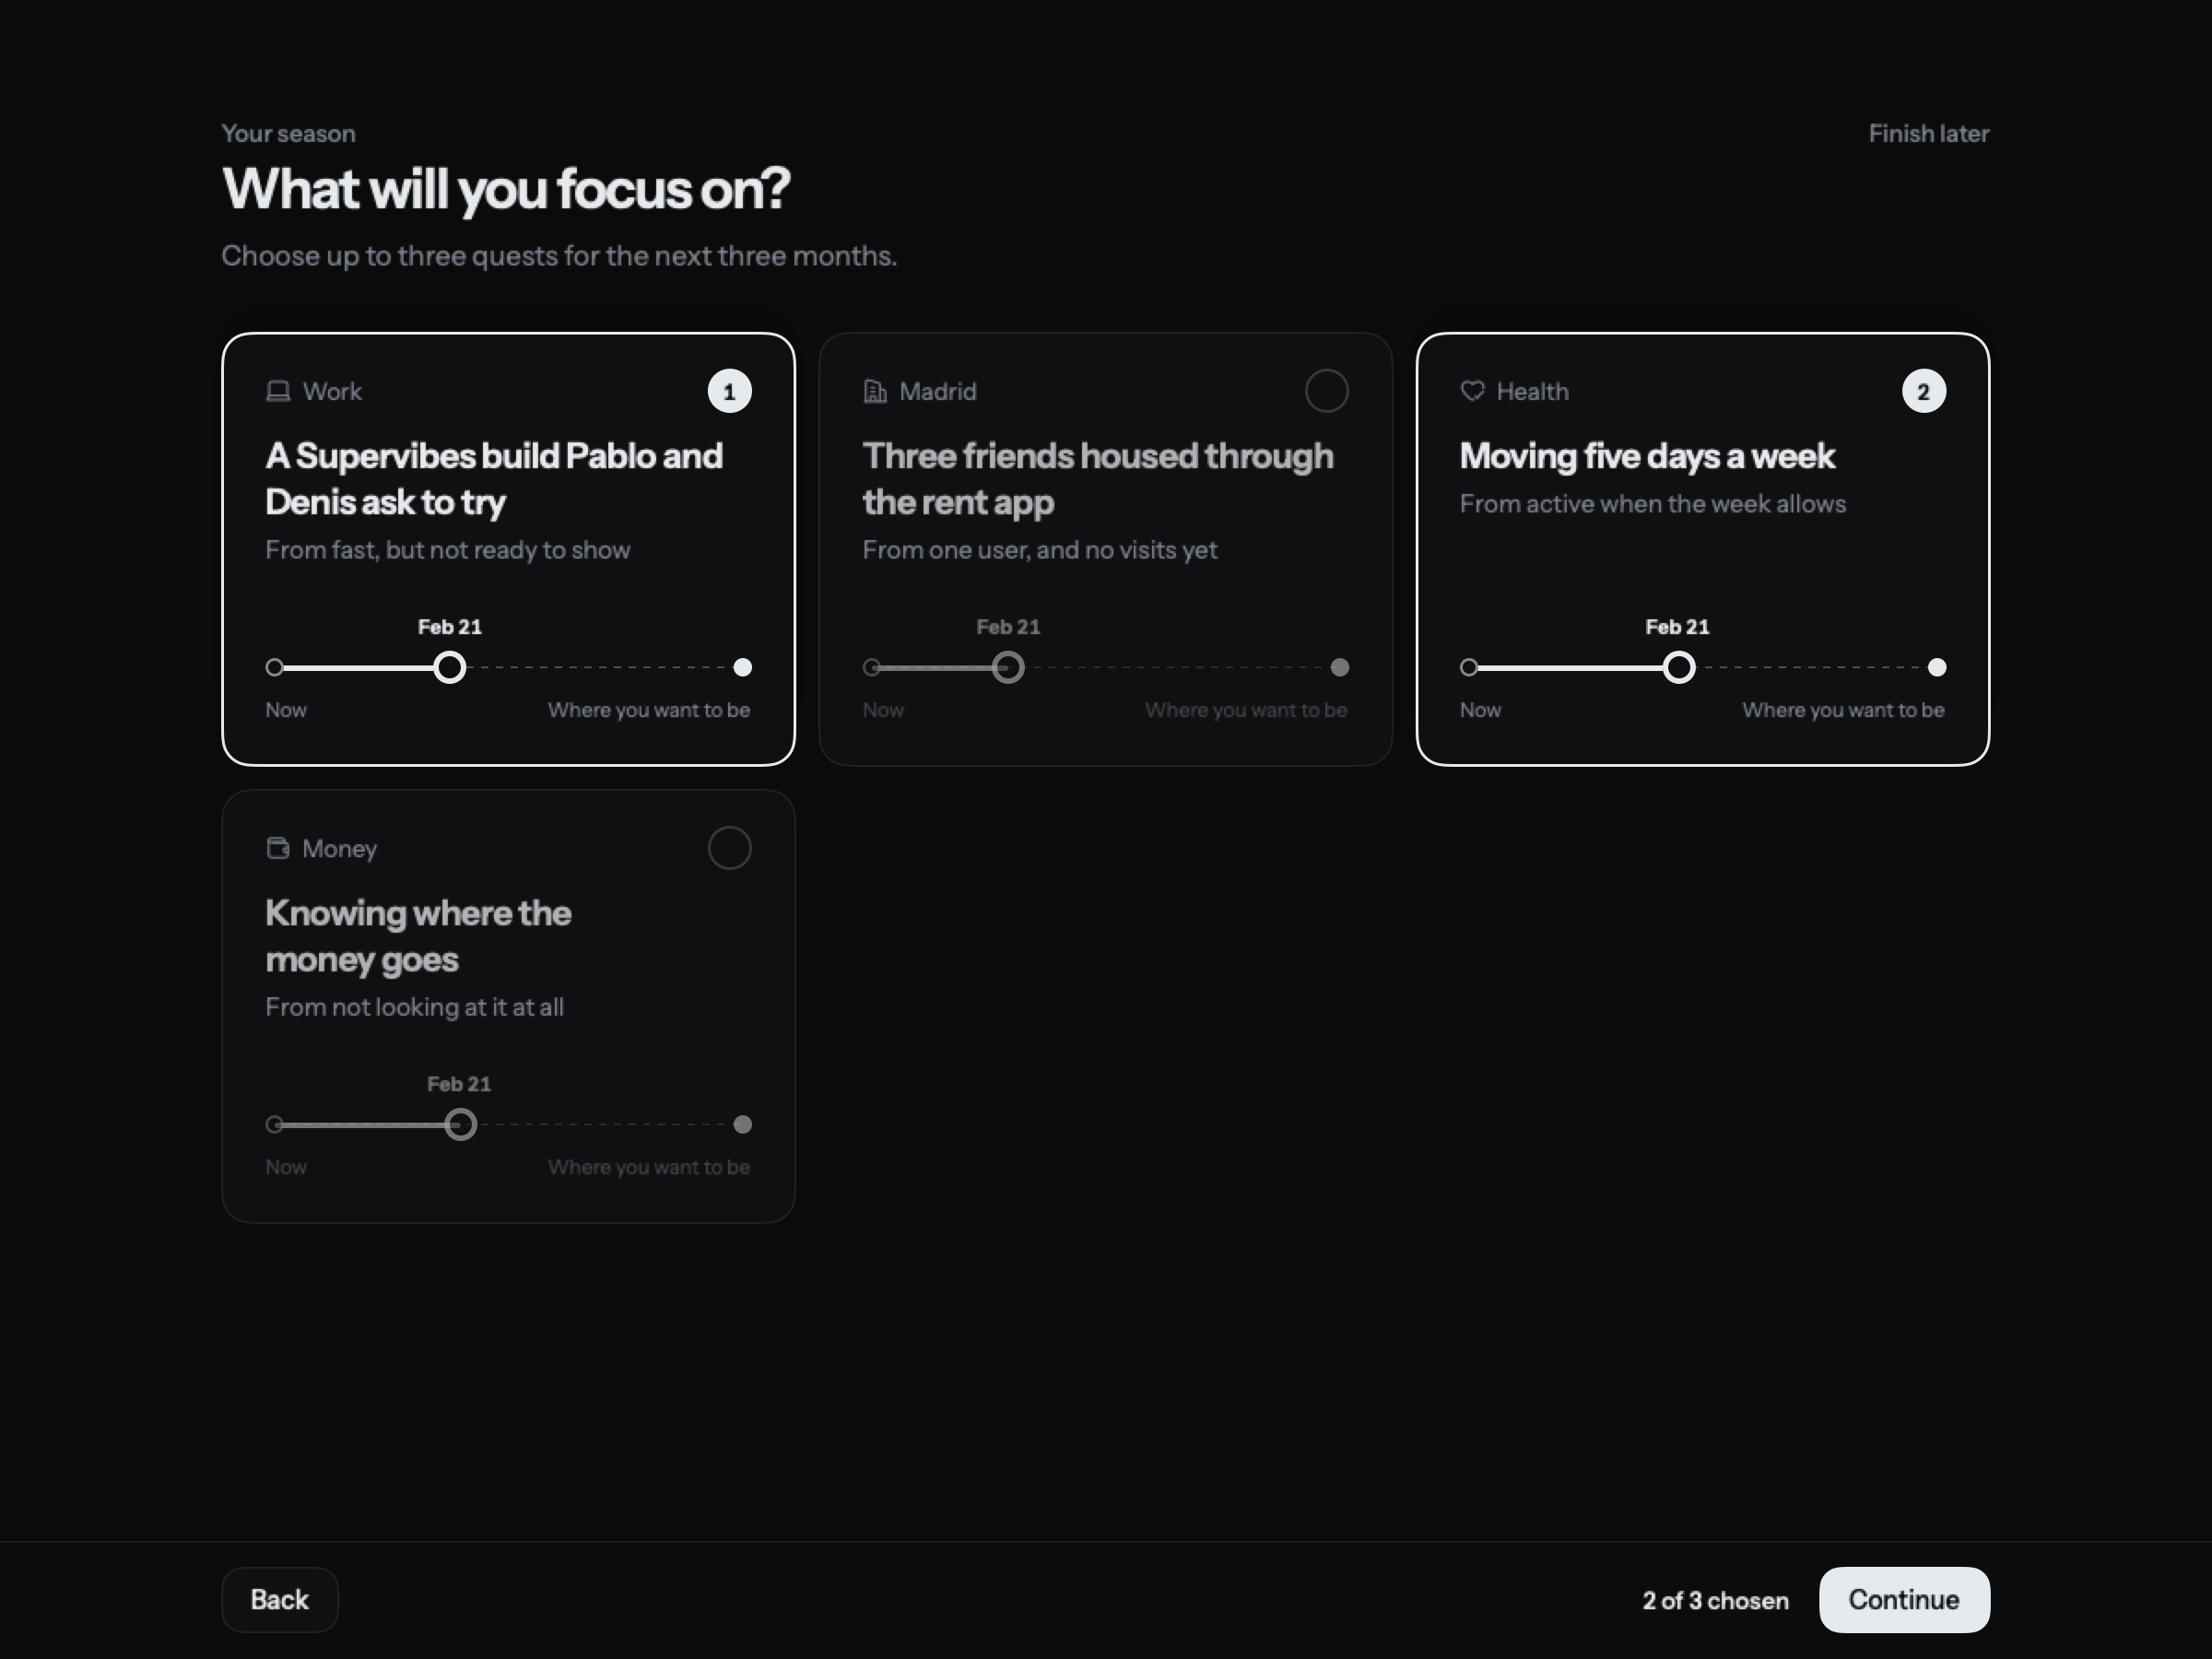 Your season
Finish later
What will you focus on?
Choose up to three quests for the next three months.
Work
1
A Supervibes build Pablo and
Denis ask to try
From fast, but not ready to show
Feb 21
Now
Where you want to be
Madrid
Three friends housed through
the rent app
From one user, and no visits yet
Feb 21
Now
Where you want to be
Health
2
Moving five days a week
From active when the week allows
Feb 21
Now
Where you want to be
Money
Knowing where the
money goes
From not looking at it at all
Feb 21
Now
Where you want to be
Back
2 of 3 chosen
Continue